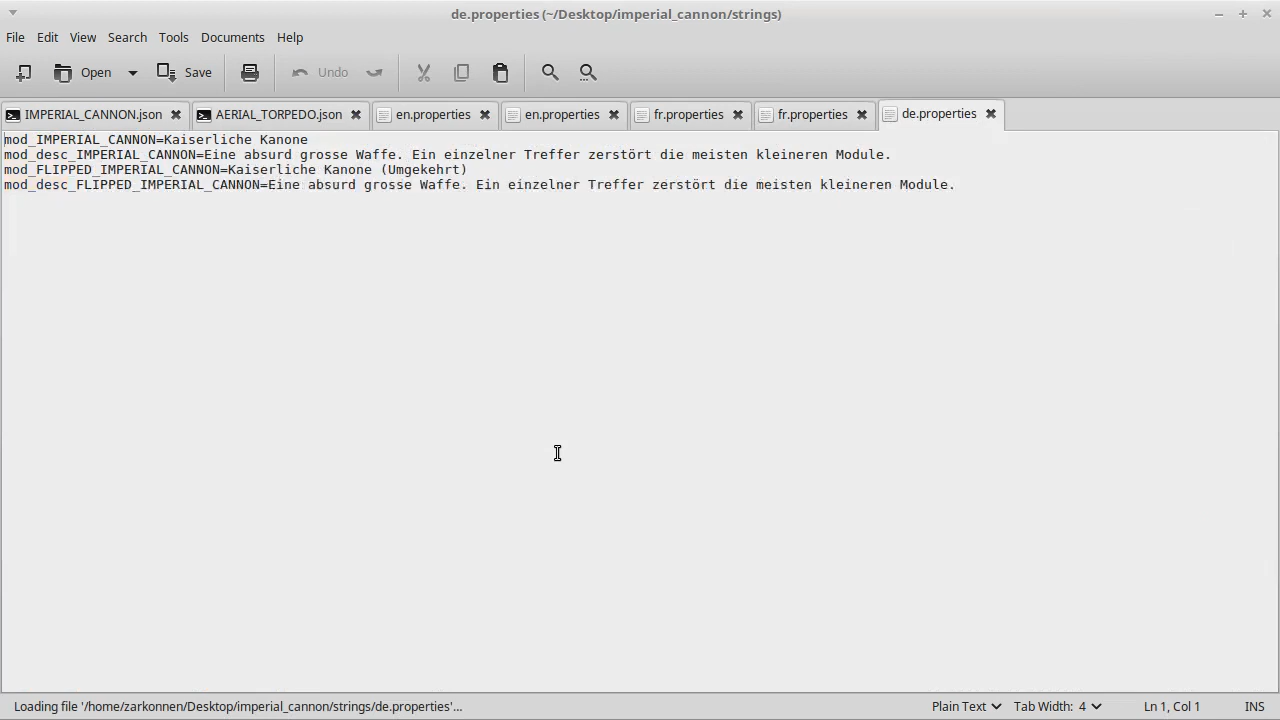 de.properties (~/Desktop/imperial_cannon/strings)
File Edit View Search Tools Documents Help
Open Save Undo
IMPERIAL_CANNON.json AERIAL_TORPEDO.json en.properties en.properties fr.properties fr.properties de.properties
mod_IMPERIAL_CANNON=Kaiserliche Kanone
mod_desc_IMPERIAL_CANNON=Eine absurd grosse Waffe. Ein einzelner Treffer zerstört die meisten kleineren Module.
mod_FLIPPED_IMPERIAL_CANNON=Kaiserliche Kanone (Umgekehrt)
mod_desc_FLIPPED_IMPERIAL_CANNON=Eine absurd grosse Waffe. Ein einzelner Treffer zerstört die meisten kleineren Module.
Loading file '/home/zarkonnen/Desktop/imperial_cannon/strings/de.properties'... Plain Text Tab Width: 4 Ln 1, Col 1 INS